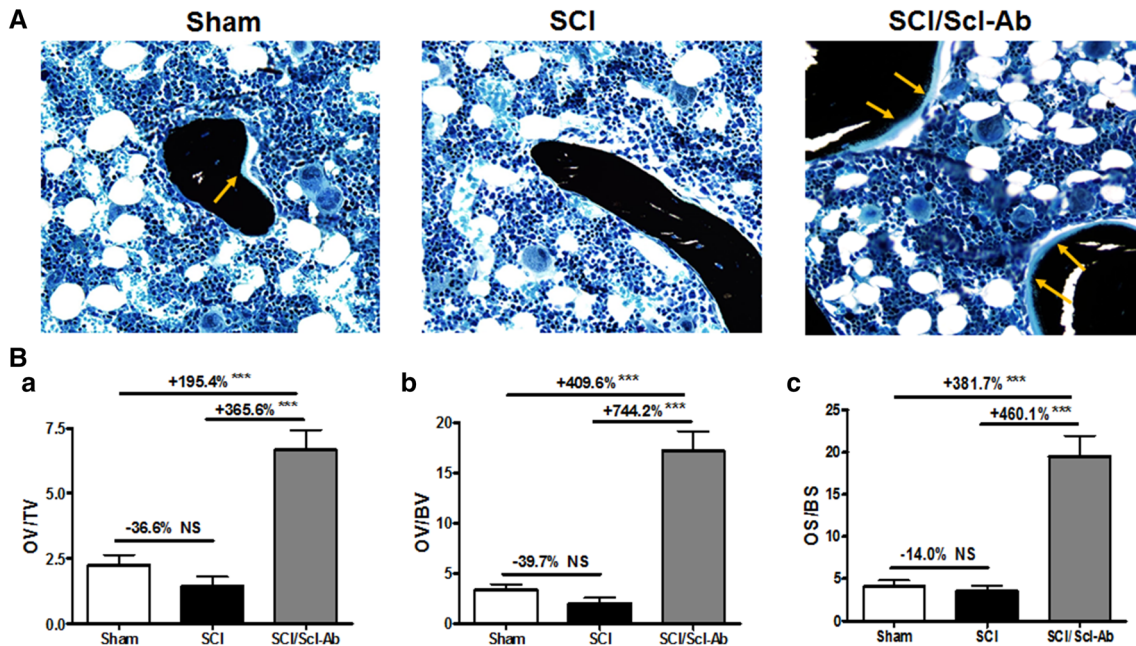 A
Sham
SCI
SCI/Scl-Ab
B
a
+195.4% ***
+365.6% ***
-36.6% NS
7.5
5.0
2.5
0.0
OV/TV
Sham
SCI
SCI/Scl-Ab
b
+409.6% ***
+744.2% ***
-39.7% NS
20
15
10
5
0
OV/BV
Sham
SCI
SCI/Scl-Ab
c
+381.7% ***
+460.1% ***
-14.0% NS
25
20
15
10
5
0
OS/BS
Sham
SCI
SCI/Scl-Ab